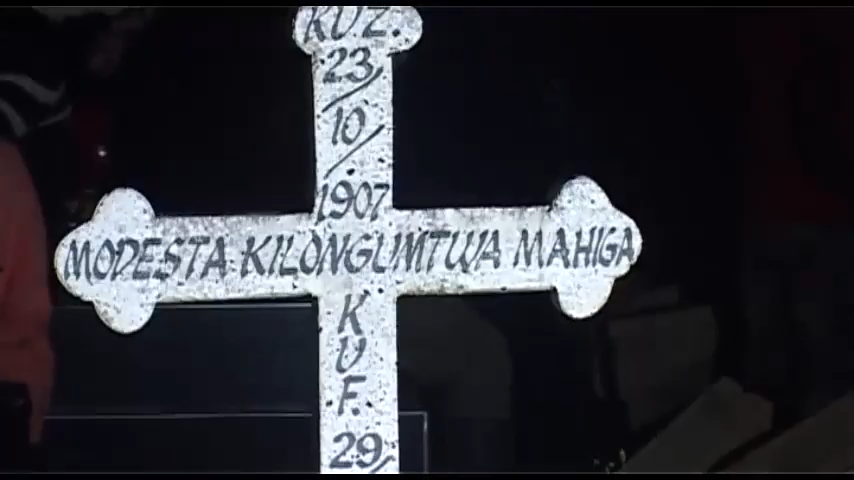 KUZ.
23/
10/
1907
MODESTA KILONGUMTWA MAHIGA
K
U
F.
29/